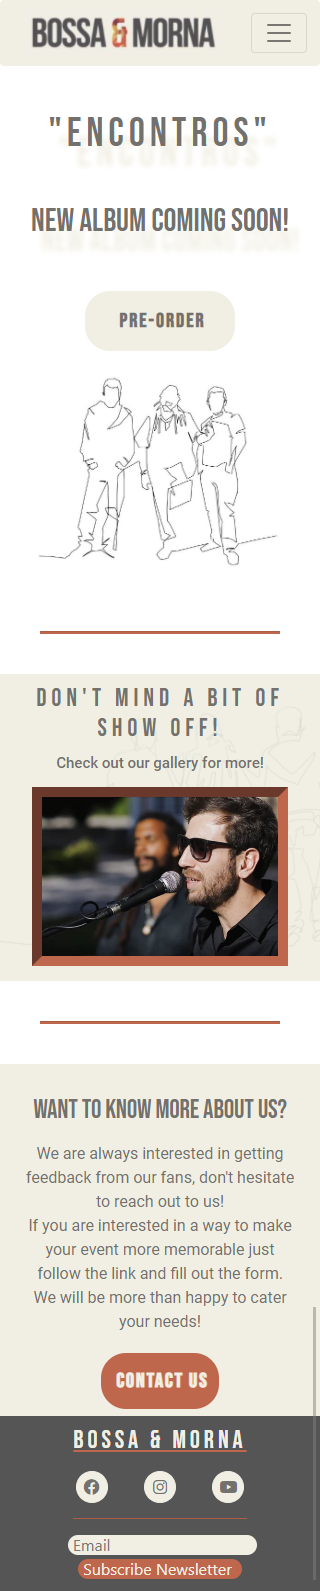 BOSSA & MORNA
"ENCONTROS"
NEW ALBUM COMING SOON!
PRE-ORDER
DON'T MIND A BIT OF
SHOW OFF!
Check out our gallery for more!
WANT TO KNOW MORE ABOUT US?
We are always interested in getting
feedback from our fans, don't hesitate
to reach out to us!
If you are interested in a way to make
your event more memorable just
follow the link and fill out the form.
We will be more than happy to cater
your needs!
CONTACT US
BOSSA & MORNA
Email
Subscribe Newsletter